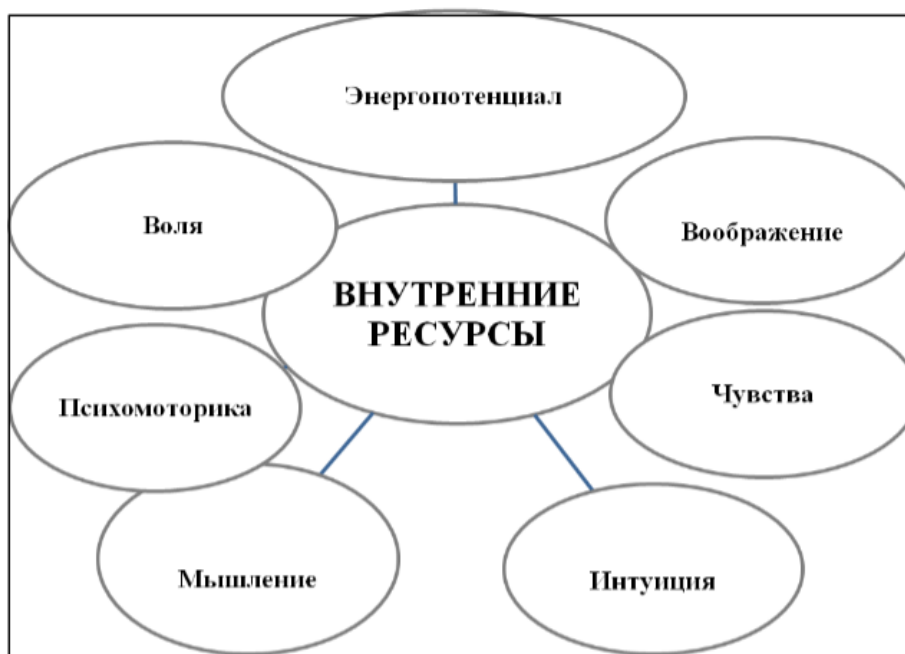 Энергопотенциал
Воля
Воображение
ВНУТРЕННИЕ
РЕСУРСЫ
Чувства
Психомоторика
Мышление
Интуиция